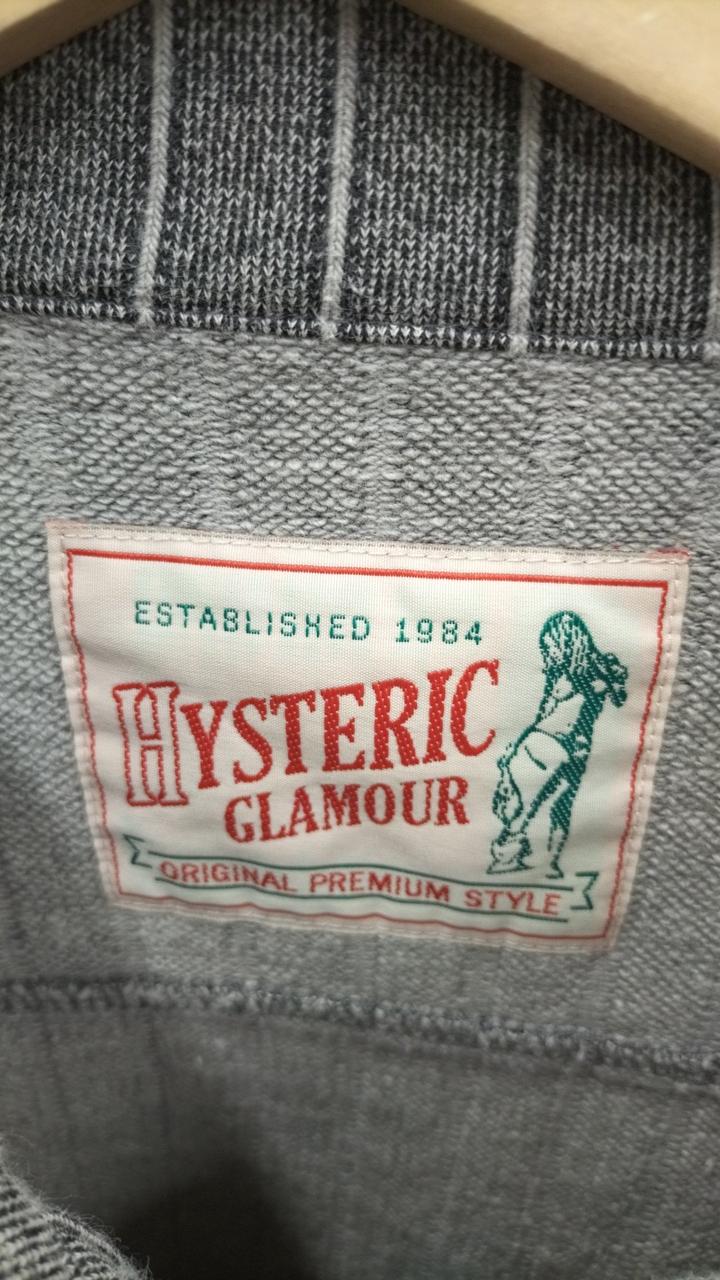 ESTABLISHED 1984
HYSTERIC
GLAMOUR
ORIGINAL PREMIUM STYLE